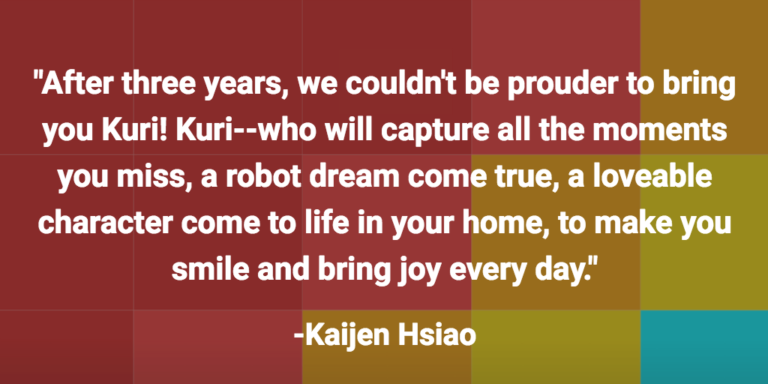 "After three years, we couldn't be prouder to bring
you Kuri! Kuri--who will capture all the moments
you miss, a robot dream come true, a loveable
character come to life in your home, to make you
smile and bring joy every day."
-Kaijen Hsiao